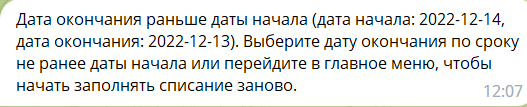 Дата окончания раньше даты начала (дата начала: 2022-12-14,
дата окончания: 2022-12-13). Выберите дату окончания по сроку
не ранее даты начала или перейдите в главное меню, чтобы
начать заполнять списание заново.
12:07